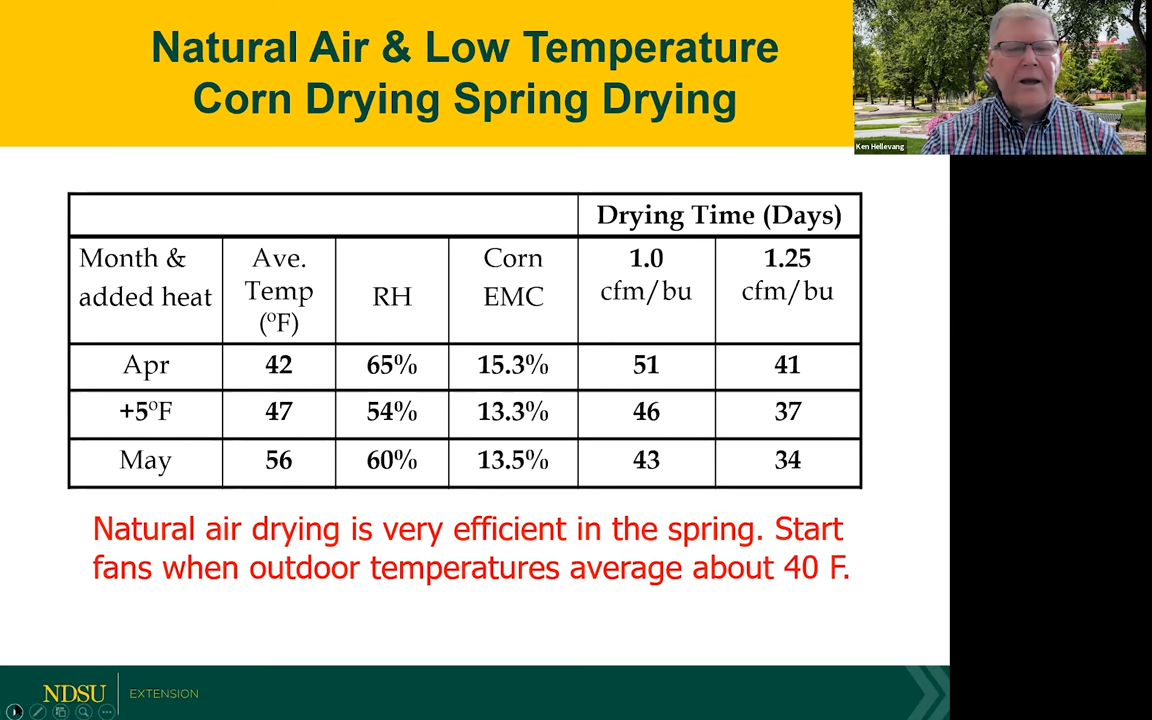 Natural Air & Low Temperature
Corn Drying Spring Drying
Ken Hellevang
Drying Time (Days)
Month & added heat
Ave. Temp (ºF)
RH
Corn EMC
1.0 cfm/bu
1.25 cfm/bu
Apr 42 65% 15.3% 51 41
+5ºF 47 54% 13.3% 46 37
May 56 60% 13.5% 43 34
Natural air drying is very efficient in the spring. Start
fans when outdoor temperatures average about 40 F.
NDSU EXTENSION